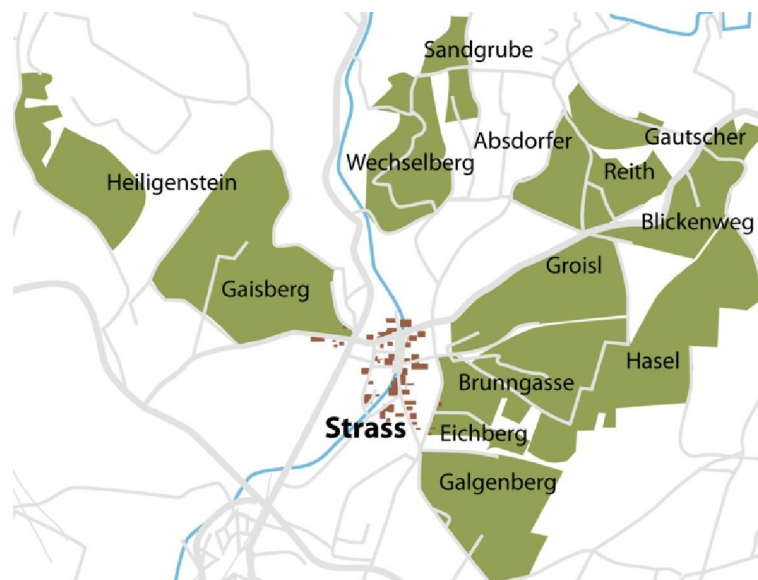 Sandgrube
Absdorfer
Gautscher
Wechselberg
Reith
Heiligenstein
Blickenweg
Groisl
Gaisberg
Hasel
Brunngasse
Strass
Eichberg
Galgenberg